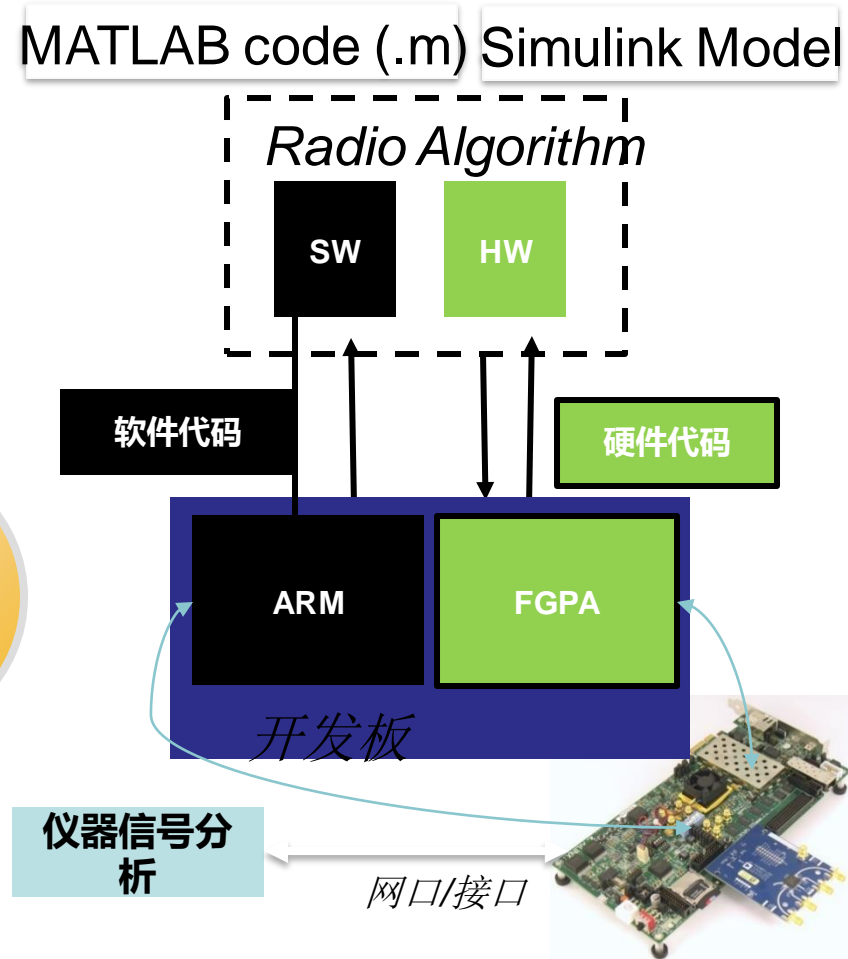 MATLAB code (.m)
Simulink Model
Radio Algorithm
SW
HW
软件代码
硬件代码
ARM
FGPA
开发板
仪器信号分
析
网口/接口